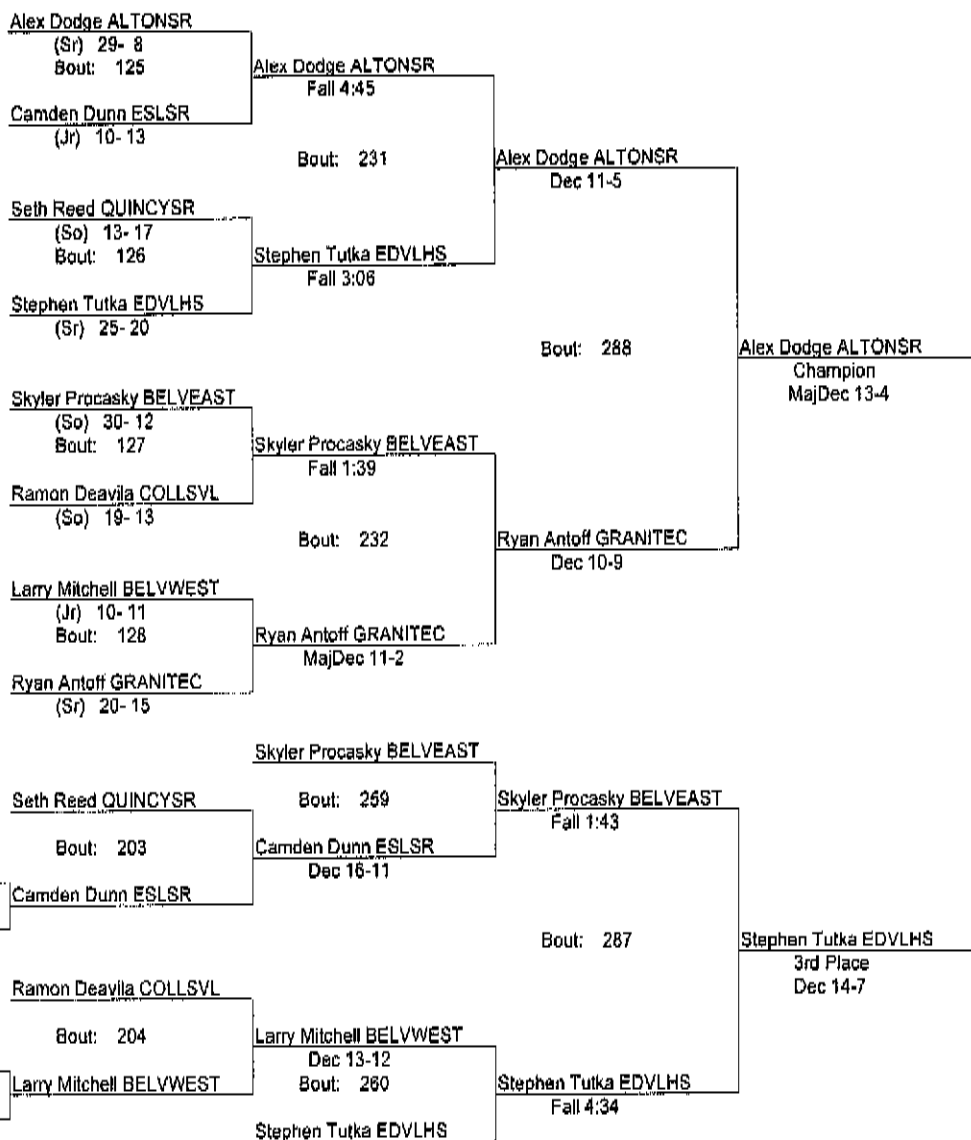 Alex Dodge ALTONSR
(Sr) 29- 8
Bout: 125
Alex Dodge ALTONSR
Fall 4:45
Camden Dunn ESLSR
(Jr) 10- 13
Bout: 231
Alex Dodge ALTONSR
Dec 11-5
Seth Reed QUINCYSR
(So) 13- 17
Bout: 126
Stephen Tutka EDVLHS
Fall 3:06
Stephen Tutka EDVLHS
(Sr) 25- 20
Bout: 288
Alex Dodge ALTONSR
Champion
MajDec 13-4
Skyler Procasky BELVEAST
(So) 30- 12
Bout: 127
Skyler Procasky BELVEAST
Fall 1:39
Ramon Deavila COLLSVL
(So) 19- 13
Bout: 232
Ryan Antoff GRANITEC
Dec 10-9
Larry Mitchell BELVWEST
(Jr) 10- 11
Bout: 128
Ryan Antoff GRANITEC
MajDec 11-2
Ryan Antoff GRANITEC
(Sr) 20- 15
Skyler Procasky BELVEAST
Seth Reed QUINCYSR
Bout: 259
Skyler Procasky BELVEAST
Fall 1:43
Bout: 203
Camden Dunn ESLSR
Dec 16-11
Camden Dunn ESLSR
Bout: 287
Stephen Tutka EDVLHS
3rd Place
Dec 14-7
Ramon Deavila COLLSVL
Bout: 204
Larry Mitchell BELVWEST
Dec 13-12
Bout: 260
Larry Mitchell BELVWEST
Stephen Tutka EDVLHS
Fall 4:34
Stephen Tutka EDVLHS